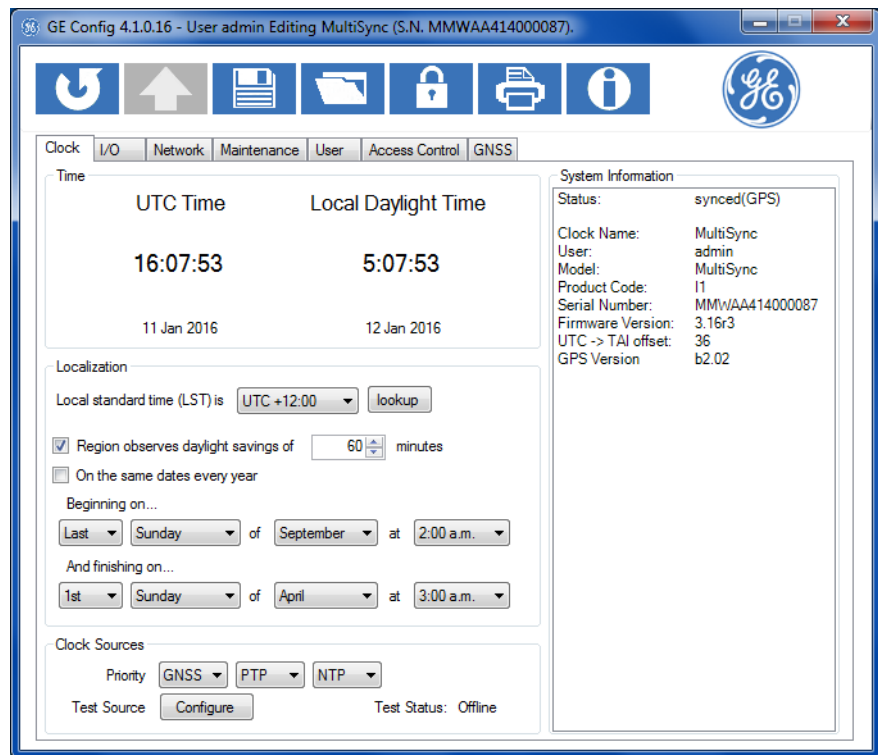 GE Config 4.1.0.16 - User admin Editing MultiSync (S.N. MMWAA414000087).
Clock I/O Network Maintenance User Access Control GNSS
Time
UTC Time Local Daylight Time
16:07:53 5:07:53
11 Jan 2016 12 Jan 2016
Localization
Local standard time (LST) is UTC +12:00 lookup
Region observes daylight savings of 60 minutes
On the same dates every year
Beginning on...
Last Sunday of September at 2:00 a.m.
And finishing on...
1st Sunday of April at 3:00 a.m.
Clock Sources
Priority GNSS PTP NTP
Test Source Configure Test Status: Offline
System Information
Status: synced(GPS)
Clock Name: MultiSync
User: admin
Model: MultiSync
Product Code: I1
Serial Number: MMWAA414000087
Firmware Version: 3.16r3
UTC -> TAI offset: 36
GPS Version b2.02